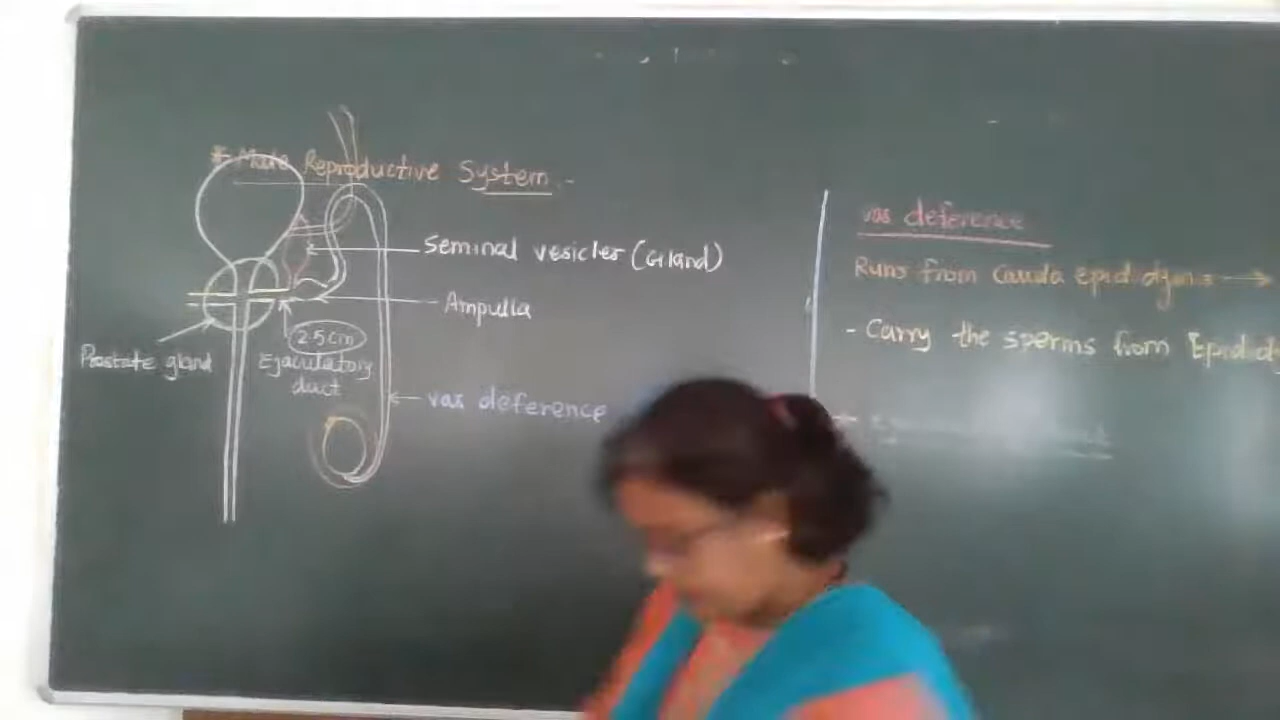 * Male Reproductive System.-
Seminal vesicles (Gland)
Ampulla
2.5 cm
Prostate gland
Ejaculatory
duct
vas deference
vas deference
Runs from Cauda epididymis →
- Carry the sperms from